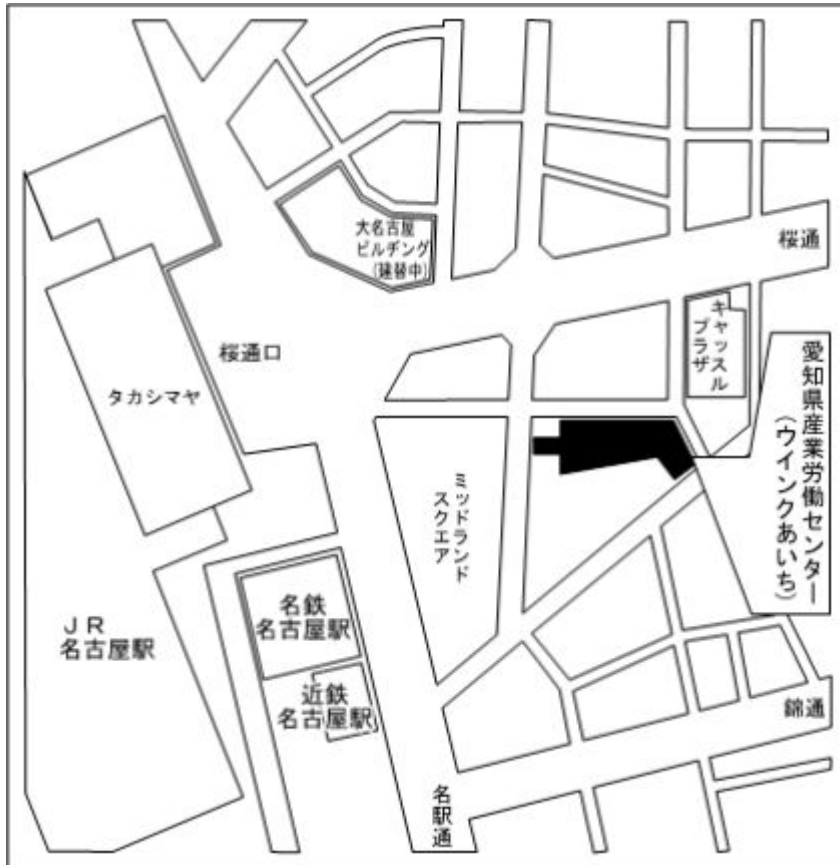 大名古屋
ビルヂング
(建替中)
桜通
桜通口
キャッスル
プラザ
タカシマヤ
愛知県産業労働センター
(ウインクあいち)
ミッドランド
スクエア
名鉄
名古屋駅
JR
名古屋駅
近鉄
名古屋駅
錦通
名駅通